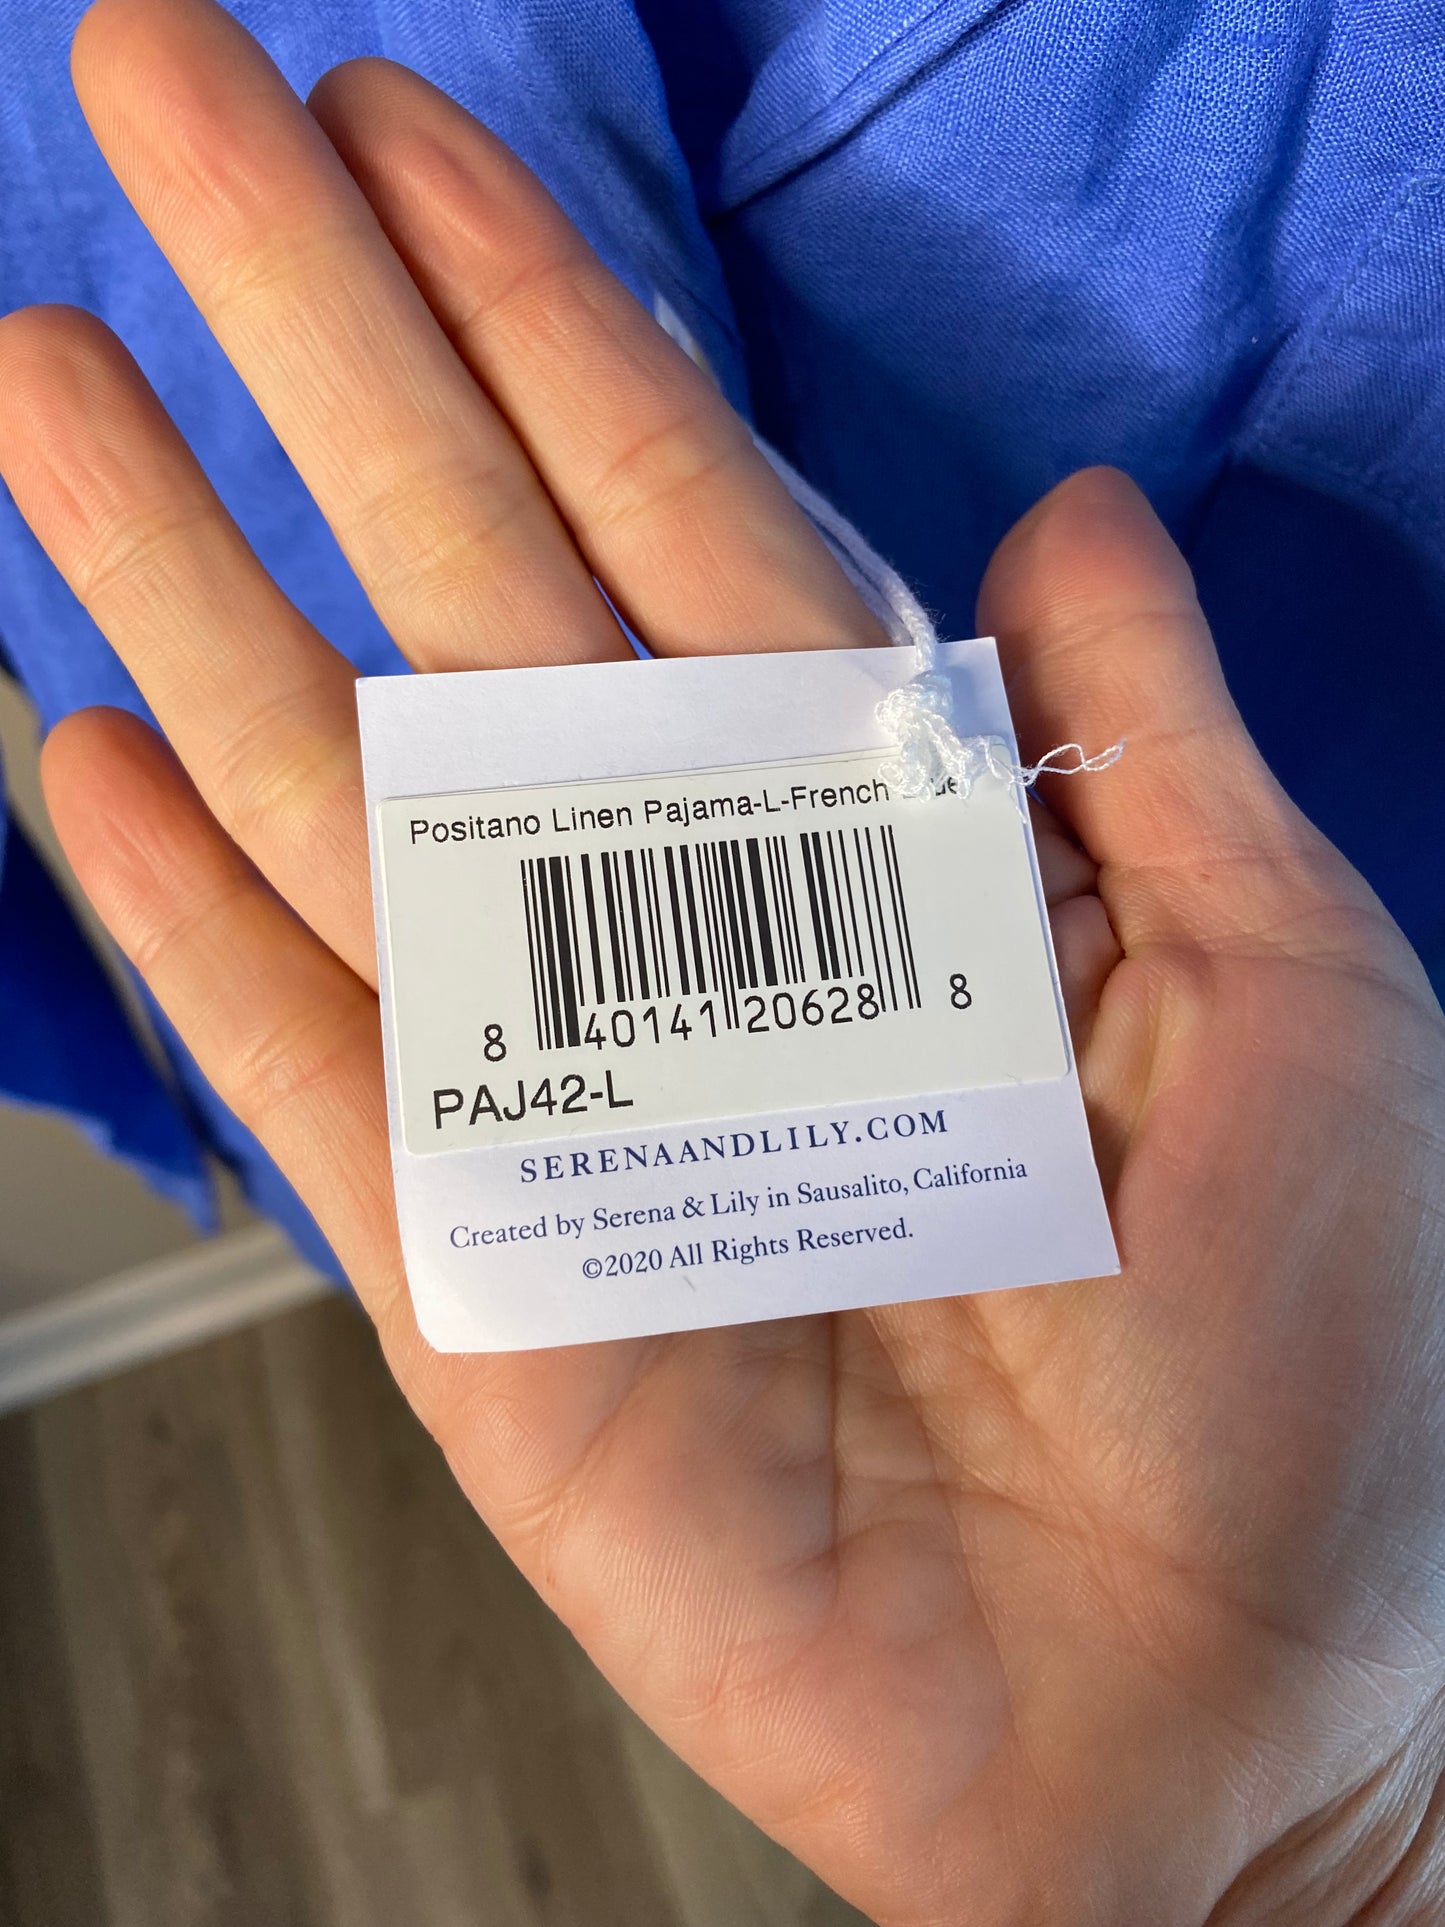 Positano Linen Pajama-L-French
8 40141 20628 8
PAJ42-L
SERENAANDLILY.COM
Created by Serena & Lily in Sausalito, California
©2020 All Rights Reserved.